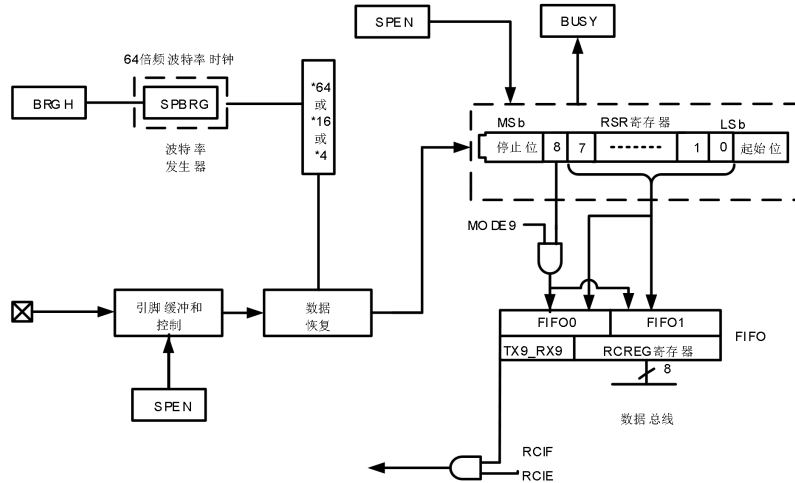 SPEN
BUSY
64倍频波特率时钟
BRGH
SPBRG
波特率
发生器
*64
或
*16
或
*4
MSb
RSR寄存器
LSb
停止位
8
7
1
0
起始位
MODE9
引脚缓冲和
控制
数据
恢复
SPEN
FIFO0
FIFO1
FIFO
TX9_RX9
RCREG寄存器
8
数据总线
RCIF
RCIE